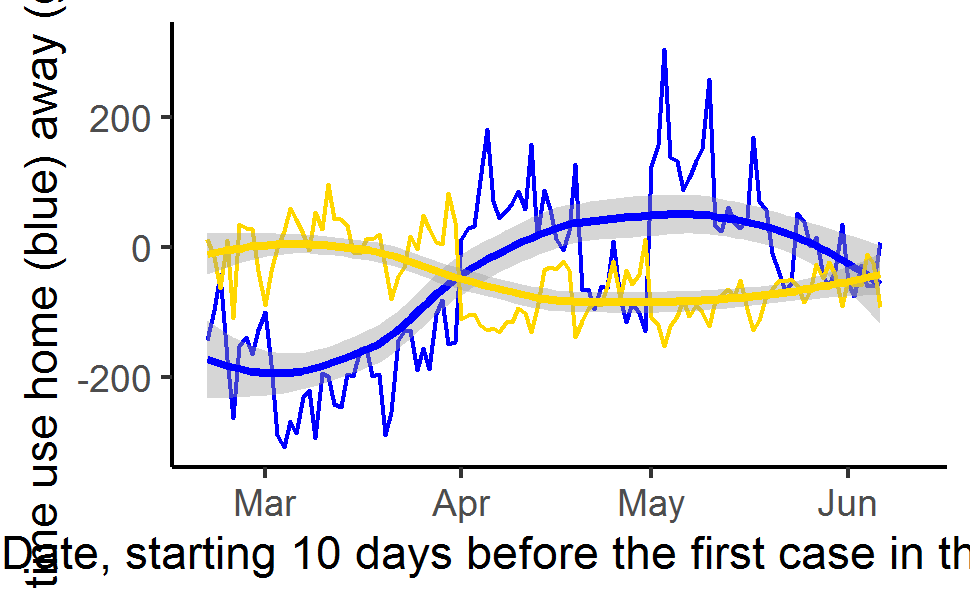 time use home (blue) away (
200
0
-200
Mar Apr May Jun
Date, starting 10 days before the first case in th